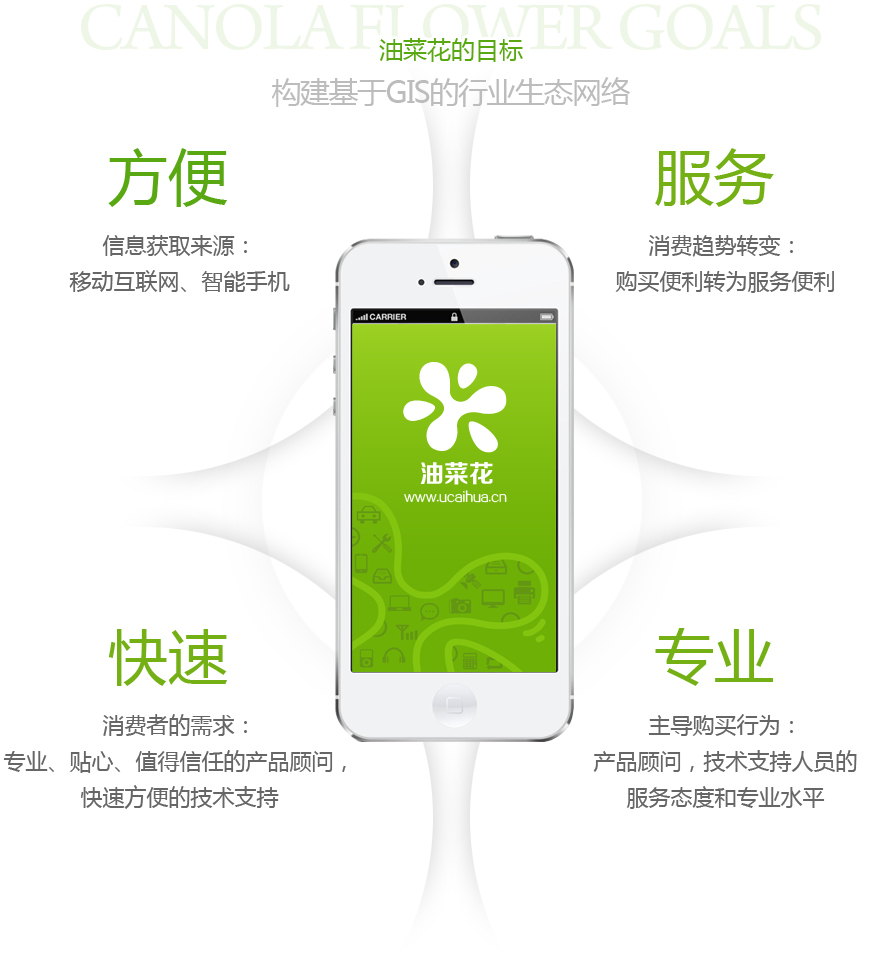 CANOLA FLOWER GOALS
油菜花的目标
构建基于GIS的行业生态网络
方便
信息获取来源：
移动互联网、智能手机
服务
消费趋势转变：
购买便利转为服务便利
CARRIER
油菜花
www.ucaihua.cn
快速
消费者的需求：
专业、贴心、值得信任的产品顾问，
快速方便的技术支持
专业
主导购买行为：
产品顾问，技术支持人员的
服务态度和专业水平